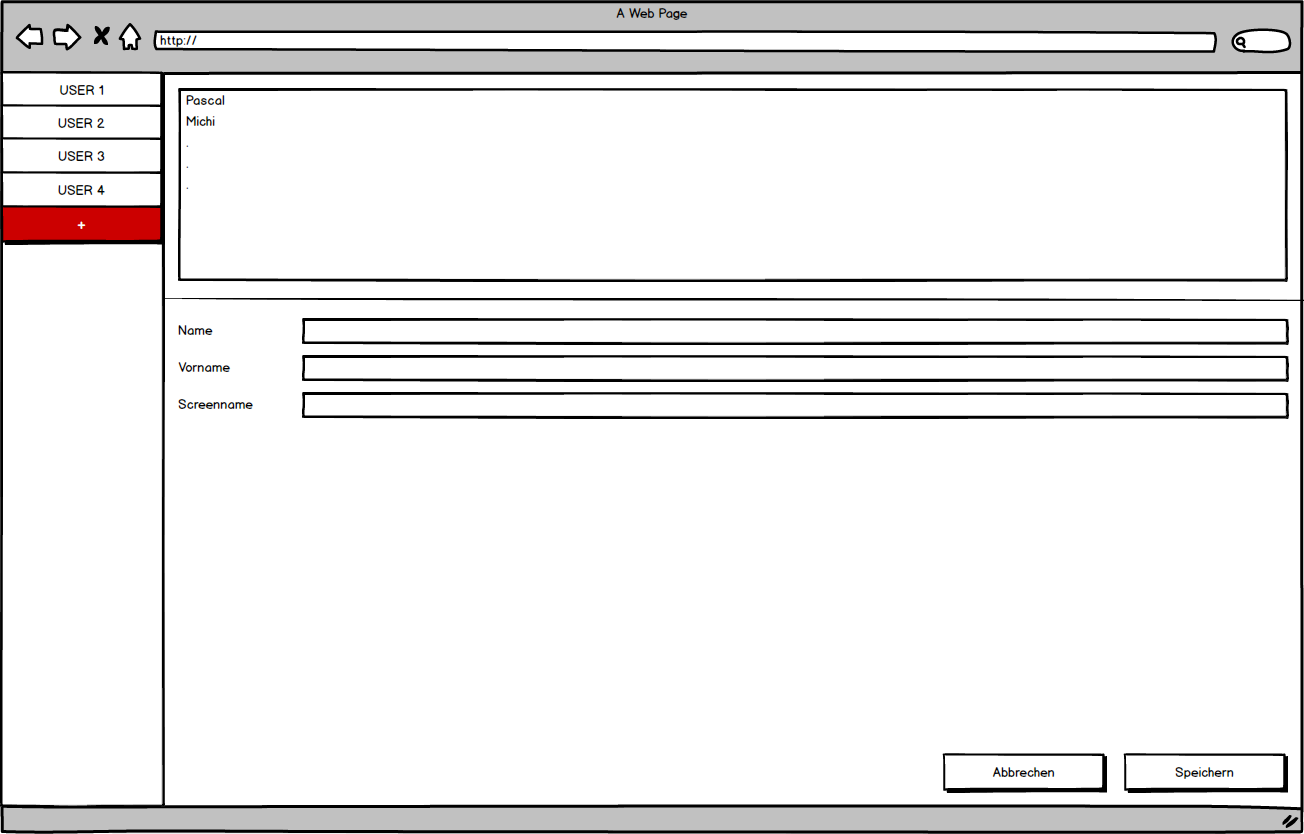 A Web Page
http://
USER 1
USER 2
USER 3
USER 4
+
Pascal
Michi
.
.
.
Name
Vorname
Screenname
Abbrechen
Speichern